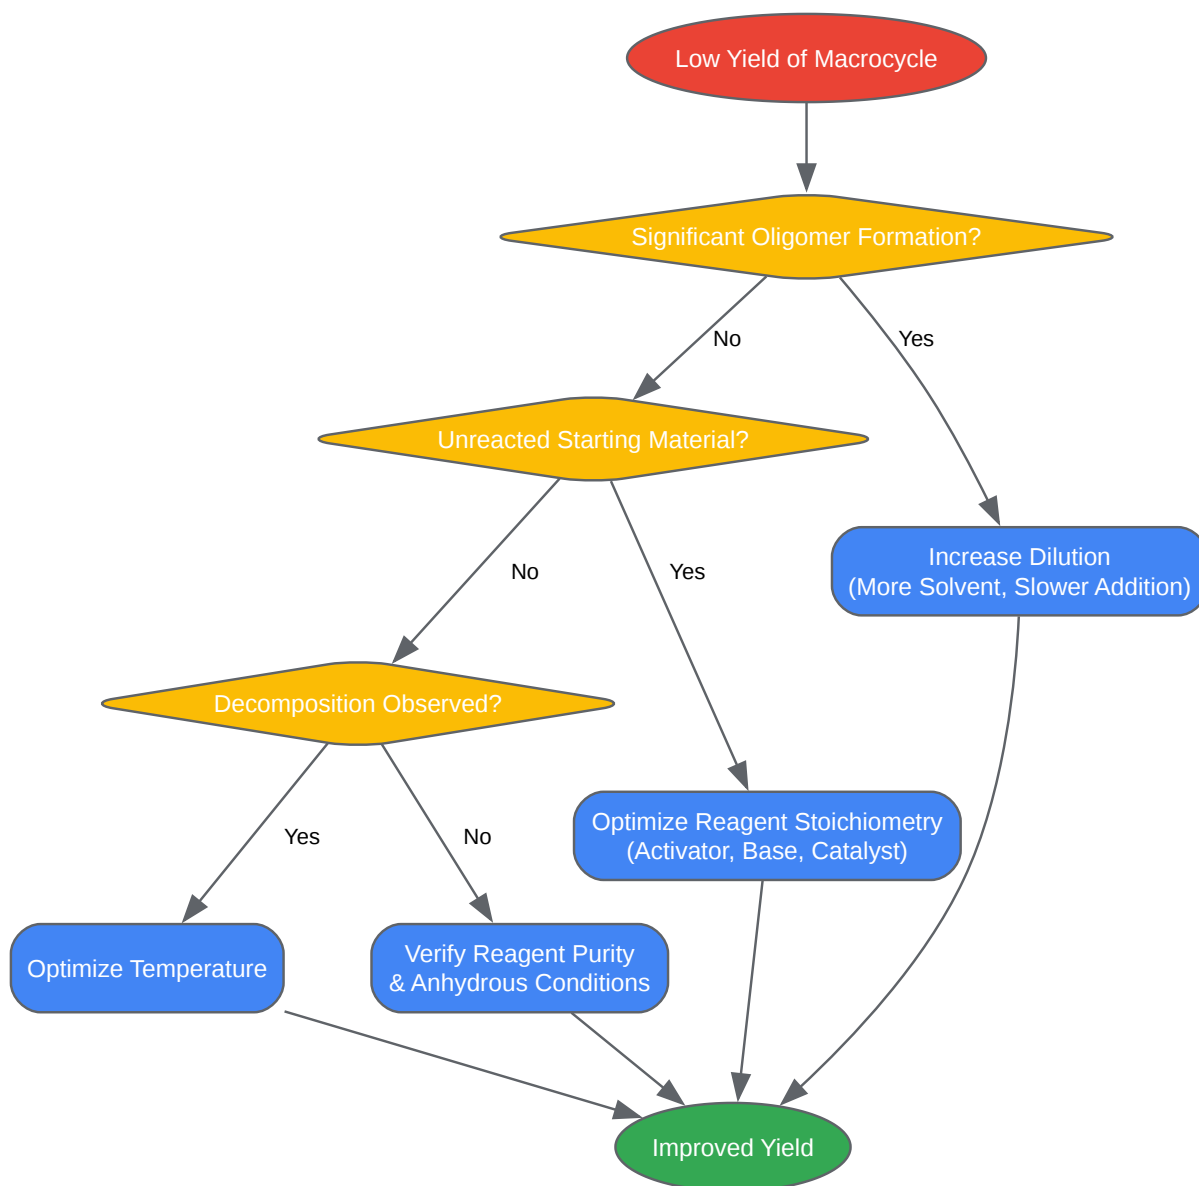 Low Yield of Macrocycle
Significant Oligomer Formation?
No
Yes
Unreacted Starting Material?
Increase Dilution
(More Solvent, Slower Addition)
No
Yes
Decomposition Observed?
Optimize Reagent Stoichiometry
(Activator, Base, Catalyst)
Yes
No
Optimize Temperature
Verify Reagent Purity
& Anhydrous Conditions
Improved Yield